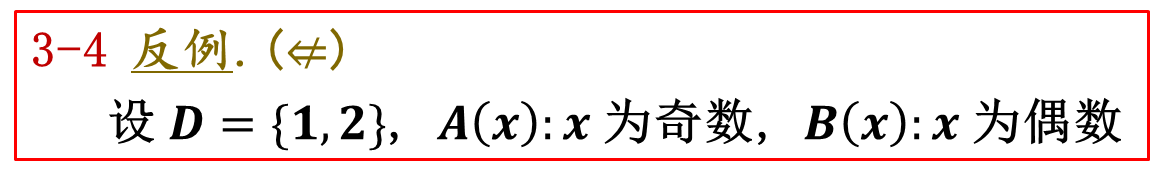 3-4 反例. (⇍)
设 D = {1, 2}, A(x): x 为奇数, B(x): x 为偶数